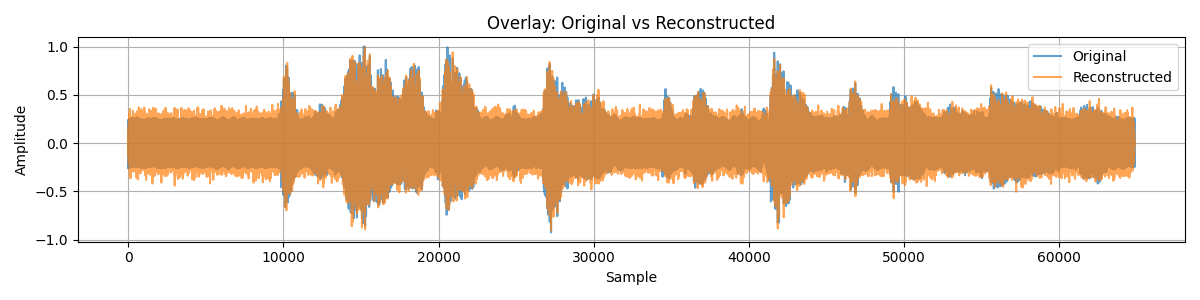 Overlay: Original vs Reconstructed
1.0
0.5
0.0
−0.5
−1.0
Amplitude
Original
Reconstructed
0 10000 20000 30000 40000 50000 60000
Sample